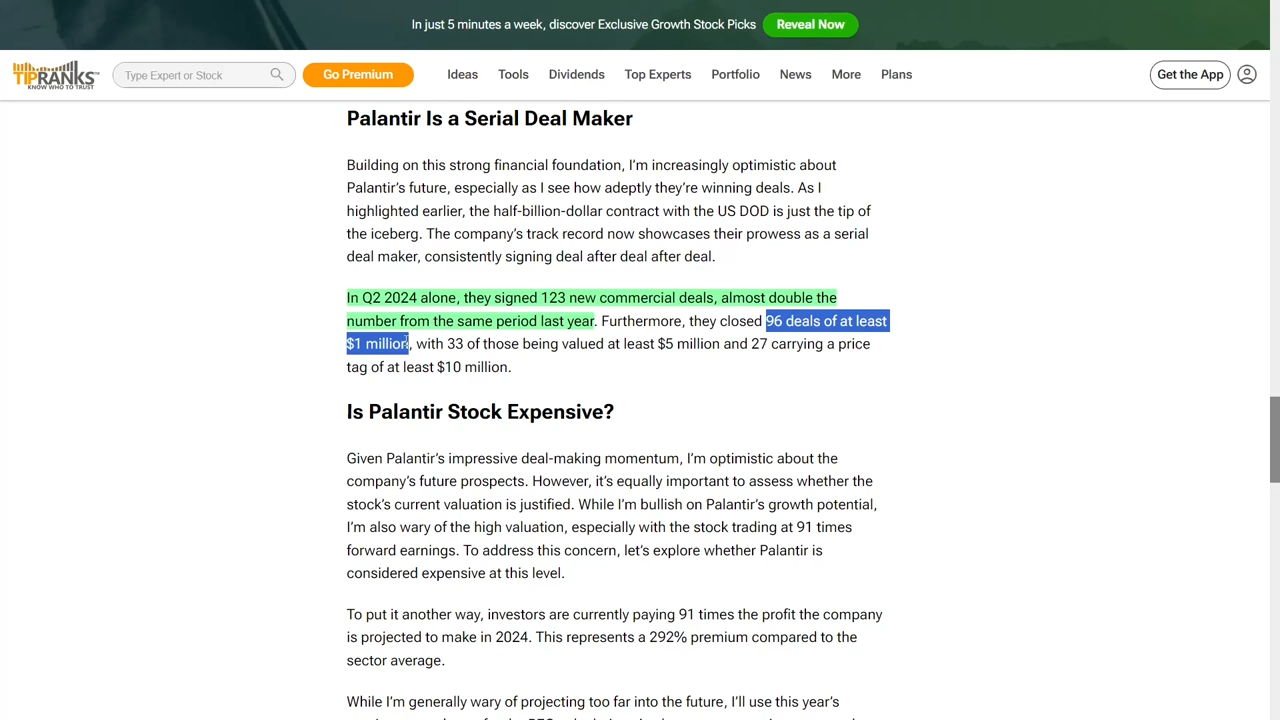 In just 5 minutes a week, discover Exclusive Growth Stock Picks Reveal Now
TIPRANKS™
KNOW WHO TO TRUST
Type Expert or Stock
Go Premium
Ideas Tools Dividends Top Experts Portfolio News More Plans
Get the App
Palantir Is a Serial Deal Maker
Building on this strong financial foundation, I’m increasingly optimistic about
Palantir’s future, especially as I see how adeptly they’re winning deals. As I
highlighted earlier, the half-billion-dollar contract with the US DOD is just the tip of
the iceberg. The company’s track record now showcases their prowess as a serial
deal maker, consistently signing deal after deal after deal.
In Q2 2024 alone, they signed 123 new commercial deals, almost double the
number from the same period last year. Furthermore, they closed 96 deals of at least
$1 million, with 33 of those being valued at least $5 million and 27 carrying a price
tag of at least $10 million.
Is Palantir Stock Expensive?
Given Palantir’s impressive deal-making momentum, I’m optimistic about the
company’s future prospects. However, it’s equally important to assess whether the
stock’s current valuation is justified. While I’m bullish on Palantir’s growth potential,
I’m also wary of the high valuation, especially with the stock trading at 91 times
forward earnings. To address this concern, let’s explore whether Palantir is
considered expensive at this level.
To put it another way, investors are currently paying 91 times the profit the company
is projected to make in 2024. This represents a 292% premium compared to the
sector average.
While I’m generally wary of projecting too far into the future, I’ll use this year’s